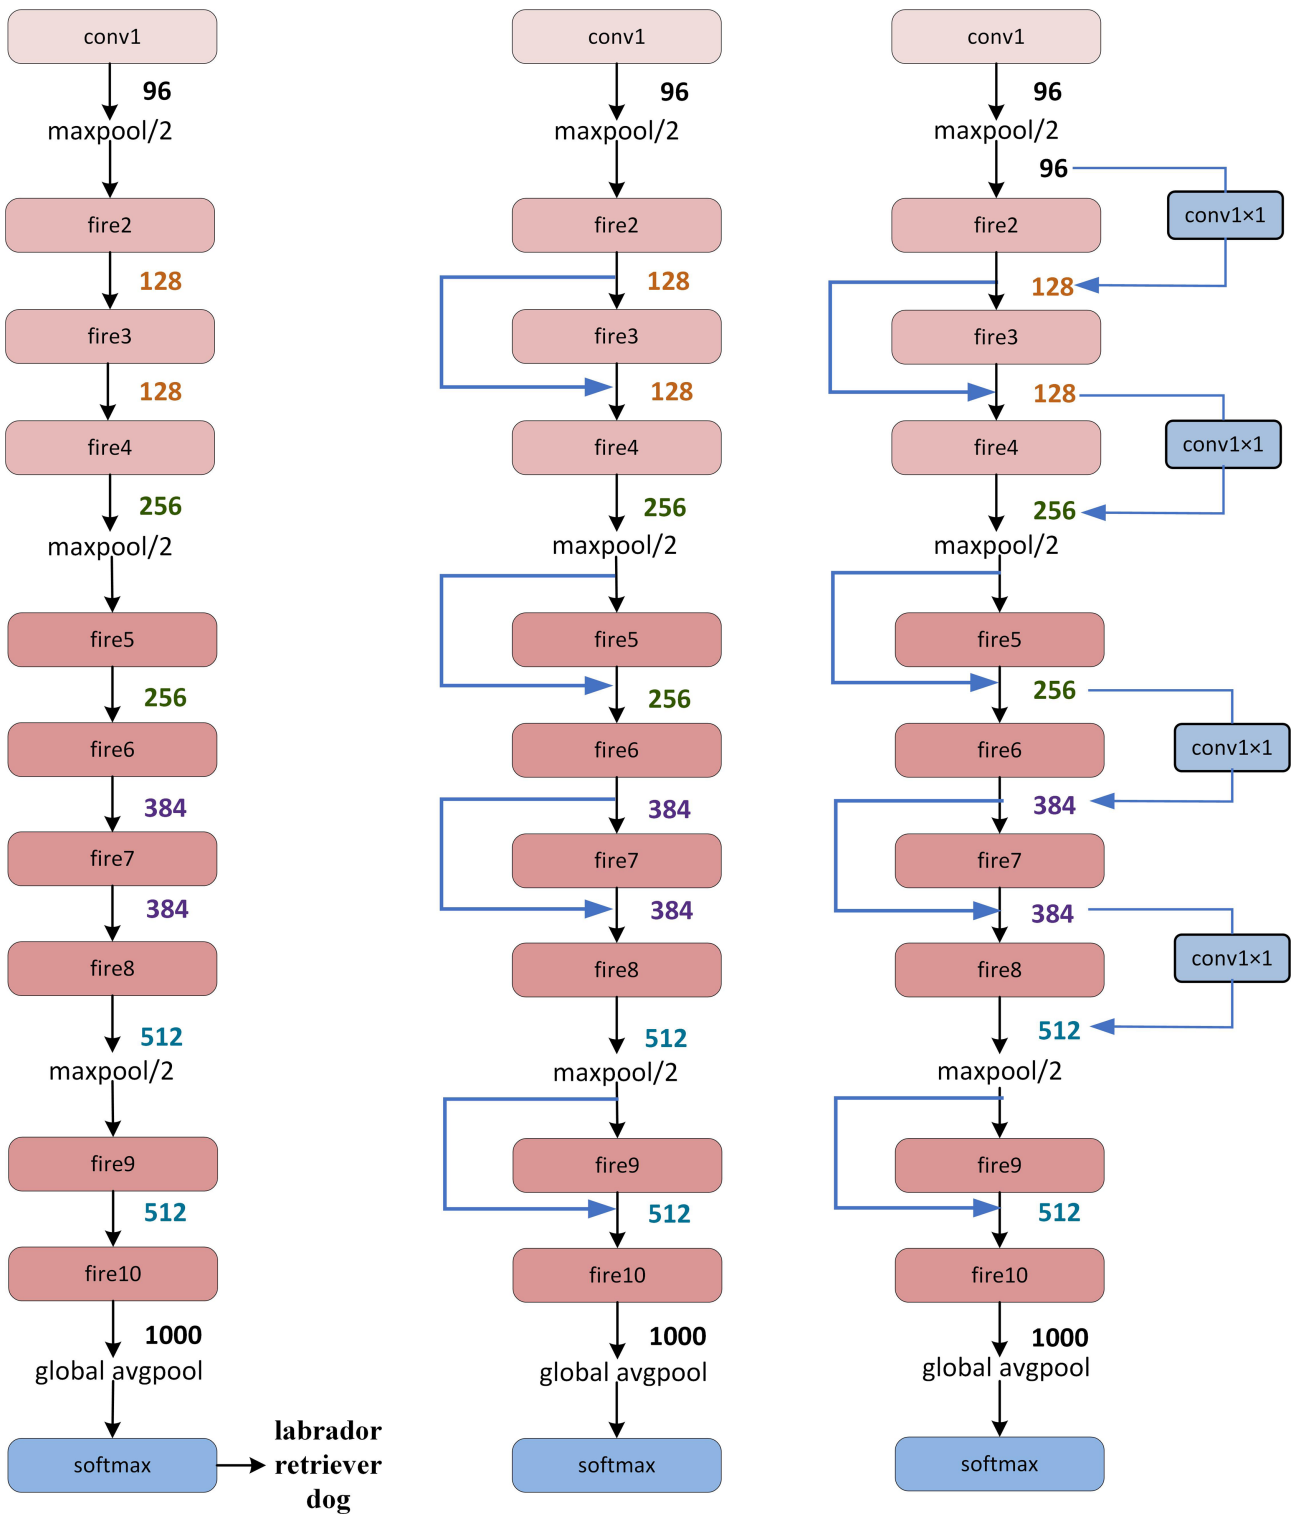 conv1
96
maxpool/2
fire2
128
fire3
128
fire4
256
maxpool/2
fire5
256
fire6
384
fire7
384
fire8
512
maxpool/2
fire9
512
fire10
1000
global avgpool
softmax
labrador
retriever
dog
conv1
96
maxpool/2
fire2
128
fire3
128
fire4
256
maxpool/2
fire5
256
fire6
384
fire7
384
fire8
512
maxpool/2
fire9
512
fire10
1000
global avgpool
softmax
conv1
96
maxpool/2
96
conv1×1
fire2
128
fire3
128
conv1×1
fire4
256
maxpool/2
fire5
256
conv1×1
fire6
384
fire7
384
conv1×1
fire8
512
maxpool/2
fire9
512
fire10
1000
global avgpool
softmax